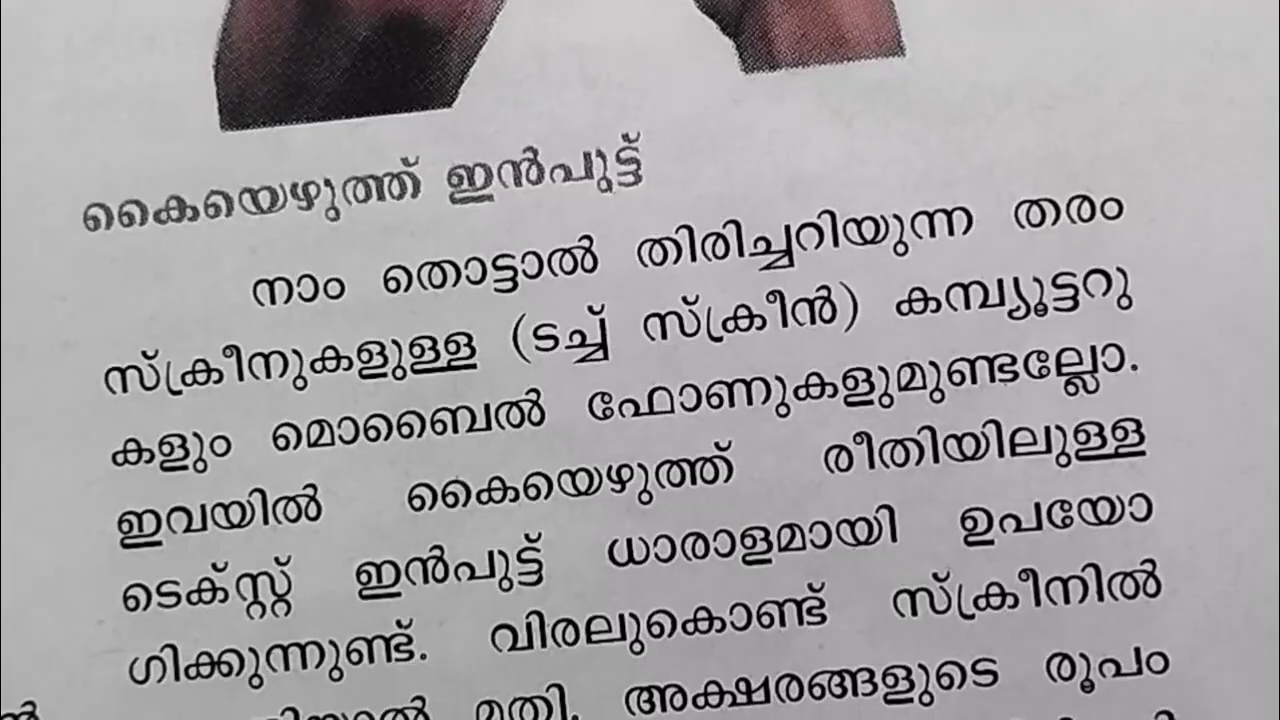 കൈയെഴുത്ത് ഇൻപുട്ട്
നാം തൊട്ടാൽ തിരിച്ചറിയുന്ന തരം
സ്ക്രീനുകളുള്ള (ടച്ച് സ്ക്രീൻ) കമ്പ്യൂട്ടറു
കളും മൊബൈൽ ഫോണുകളുമുണ്ടല്ലോ.
ഇവയിൽ കൈയെഴുത്ത് രീതിയിലുള്ള
ടെക്സ്റ്റ് ഇൻപുട്ട് ധാരാളമായി ഉപയോ
ഗിക്കുന്നുണ്ട്. വിരലുകൊണ്ട് സ്ക്രീനിൽ
മതി. അക്ഷരങ്ങളുടെ രൂപം